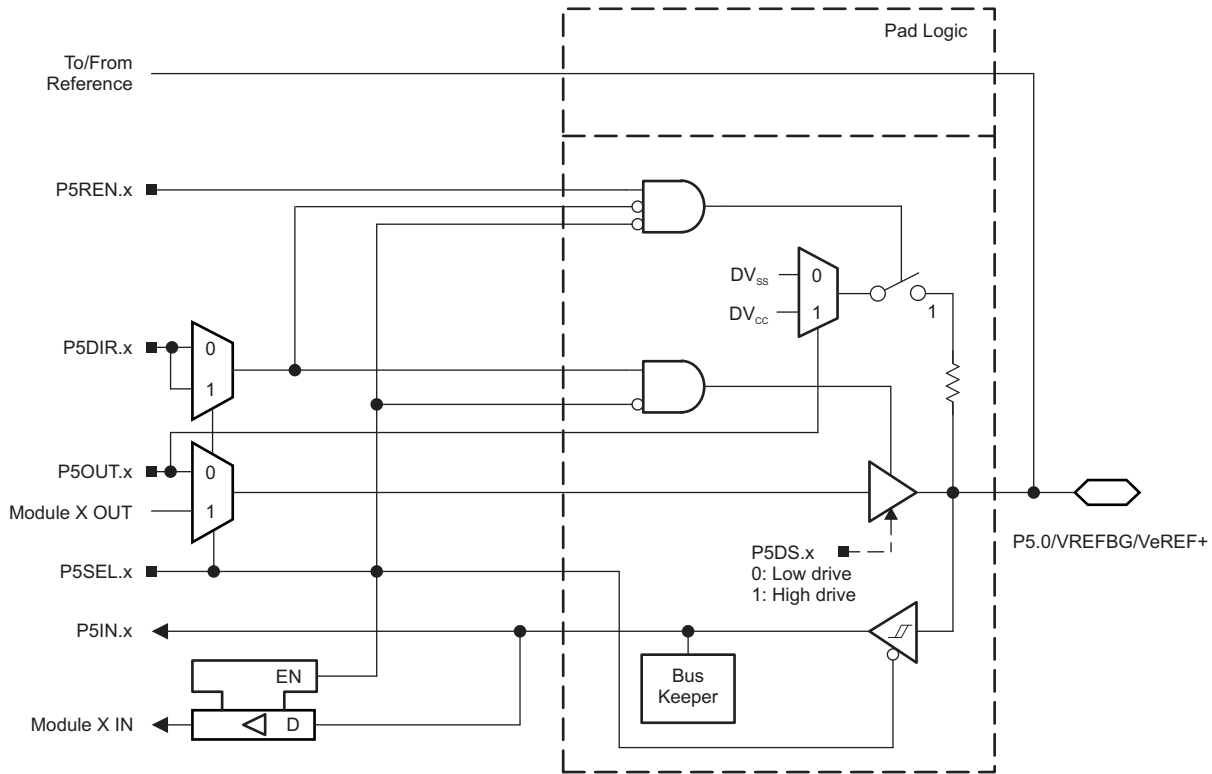 Pad Logic
To/From
Reference
P5REN.x
DVSS
0
DVCC
1
1
P5DIR.x
0
1
P5OUT.x
0
Module X OUT
1
P5.0/VREFBG/VeREF+
P5DS.x
0: Low drive
1: High drive
P5SEL.x
P5IN.x
EN
Bus
Keeper
Module X IN
D